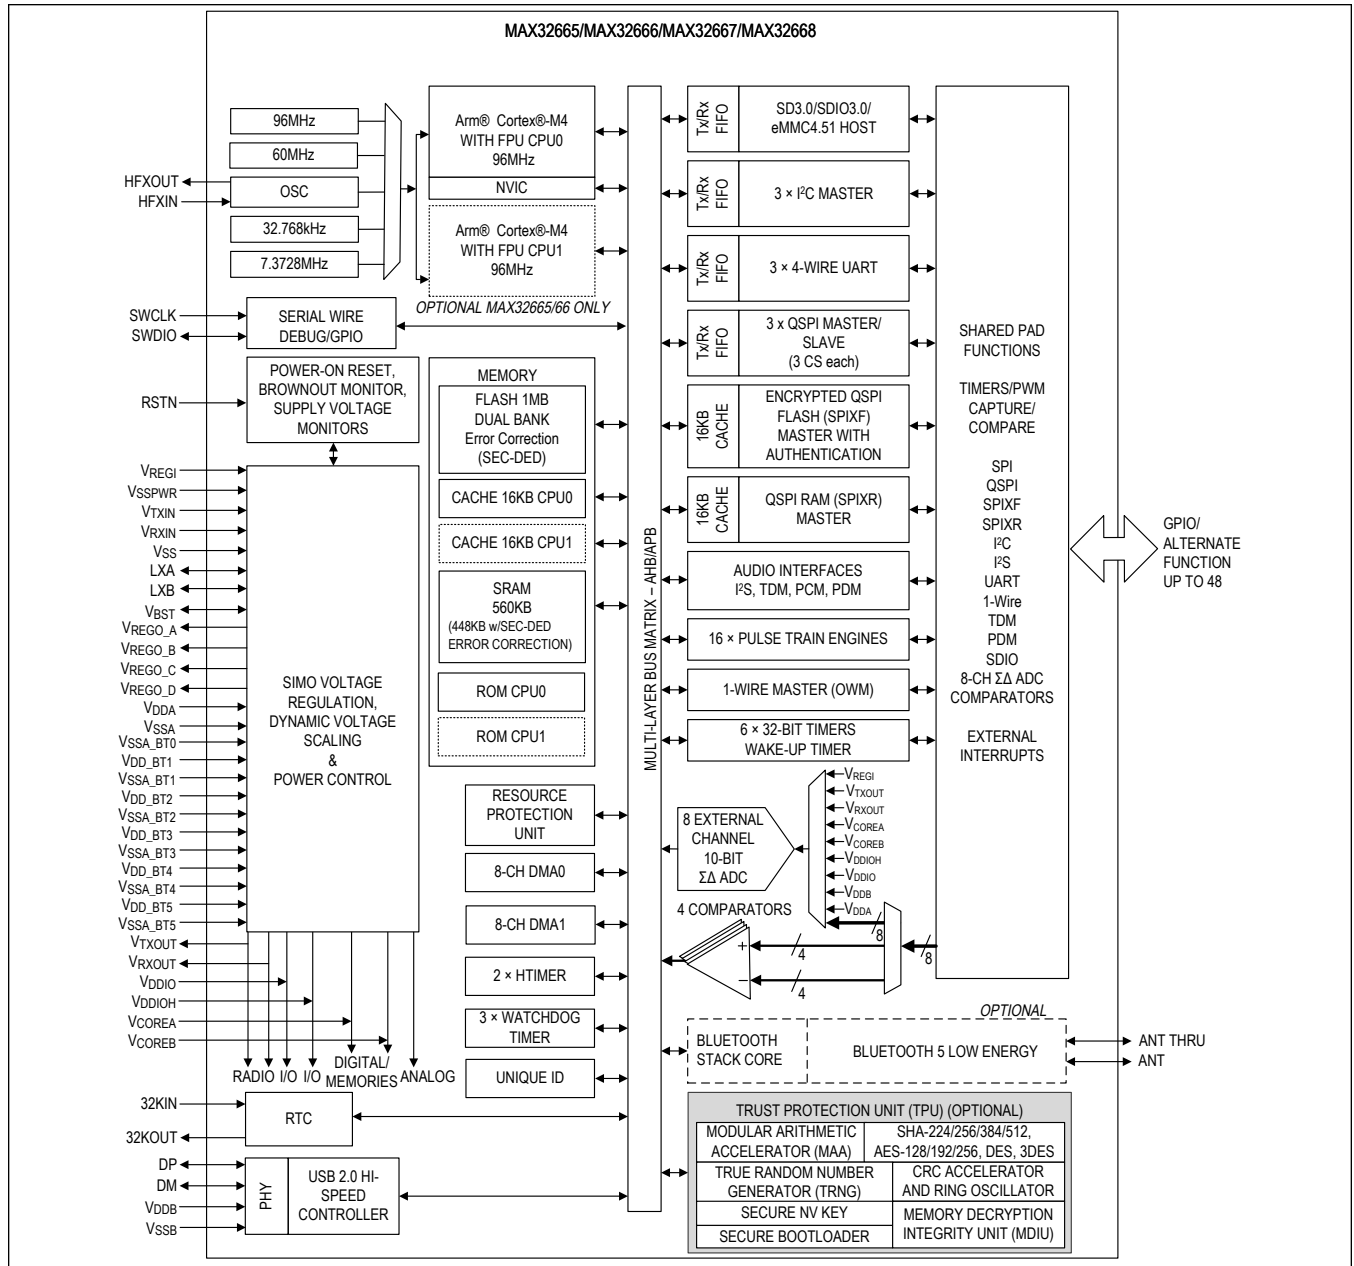 MAX32665/MAX32666/MAX32667/MAX32668
96MHz
60MHz
HFXOUT
HFXIN
OSC
32.768kHz
7.3728MHz
Arm® Cortex®-M4
WITH FPU CPU0
96MHz
NVIC
Arm® Cortex®-M4
WITH FPU CPU1
96MHz
OPTIONAL MAX32665/66 ONLY
SWCLK
SWDIO
SERIAL WIRE
DEBUG/GPIO
RSTN
POWER-ON RESET,
BROWNOUT MONITOR,
SUPPLY VOLTAGE
MONITORS
VREGI
VSSPWR
VTXIN
VRXIN
VSS
LXA
LXB
VBST
VREGO_A
VREGO_B
VREGO_C
VREGO_D
VDDA
VSSA
VSSA_BT0
VDD_BT1
VSSA_BT1
VDD_BT2
VSSA_BT2
VDD_BT3
VSSA_BT3
VDD_BT4
VSSA_BT4
VDD_BT5
VSSA_BT5
VTXOUT
VRXOUT
VDDIO
VDDIOH
VCOREA
VCOREB
SIMO VOLTAGE
REGULATION,
DYNAMIC VOLTAGE
SCALING
&
POWER CONTROL
RADIO
I/O
I/O
DIGITAL/
MEMORIES
ANALOG
32KIN
32KOUT
RTC
DP
DM
VDDB
VSSB
PHY
USB 2.0 HI-
SPEED
CONTROLLER
MEMORY
FLASH 1MB
DUAL BANK
Error Correction
(SEC-DED)
CACHE 16KB CPU0
CACHE 16KB CPU1
SRAM
560KB
(448KB w/SEC-DED
ERROR CORRECTION)
ROM CPU0
ROM CPU1
RESOURCE
PROTECTION
UNIT
8-CH DMA0
8-CH DMA1
2 × HTIMER
3 × WATCHDOG
TIMER
UNIQUE ID
MULTI-LAYER BUS MATRIX – AHB/APB
Tx/Rx
FIFO
SD3.0/SDIO3.0/
eMMC4.51 HOST
Tx/Rx
FIFO
3 × I²C MASTER
Tx/Rx
FIFO
3 × 4-WIRE UART
Tx/Rx
FIFO
3 x QSPI MASTER/
SLAVE
(3 CS each)
16KB
CACHE
ENCRYPTED QSPI
FLASH (SPIXF)
MASTER WITH
AUTHENTICATION
16KB
CACHE
QSPI RAM (SPIXR)
MASTER
AUDIO INTERFACES
I²S, TDM, PCM, PDM
16 × PULSE TRAIN ENGINES
1-WIRE MASTER (OWM)
6 × 32-BIT TIMERS
WAKE-UP TIMER
8 EXTERNAL
CHANNEL
10-BIT
ΣΔ ADC
VREGI
VTXOUT
VRXOUT
VCOREA
VCOREB
VDDIOH
VDDIO
VDDB
VDDA
4 COMPARATORS
+
−
8
4
4
8
SHARED PAD
FUNCTIONS
TIMERS/PWM
CAPTURE/
COMPARE
SPI
QSPI
SPIXF
SPIXR
I²C
I²S
UART
1-Wire
TDM
PDM
SDIO
8-CH ΣΔ ADC
COMPARATORS
EXTERNAL
INTERRUPTS
GPIO/
ALTERNATE
FUNCTION
UP TO 48
OPTIONAL
BLUETOOTH
STACK CORE
BLUETOOTH 5 LOW ENERGY
ANT THRU
ANT
TRUST PROTECTION UNIT (TPU) (OPTIONAL)
MODULAR ARITHMETIC
ACCELERATOR (MAA)
SHA-224/256/384/512,
AES-128/192/256, DES, 3DES
TRUE RANDOM NUMBER
GENERATOR (TRNG)
CRC ACCELERATOR
AND RING OSCILLATOR
SECURE NV KEY
SECURE BOOTLOADER
MEMORY DECRYPTION
INTEGRITY UNIT (MDIU)